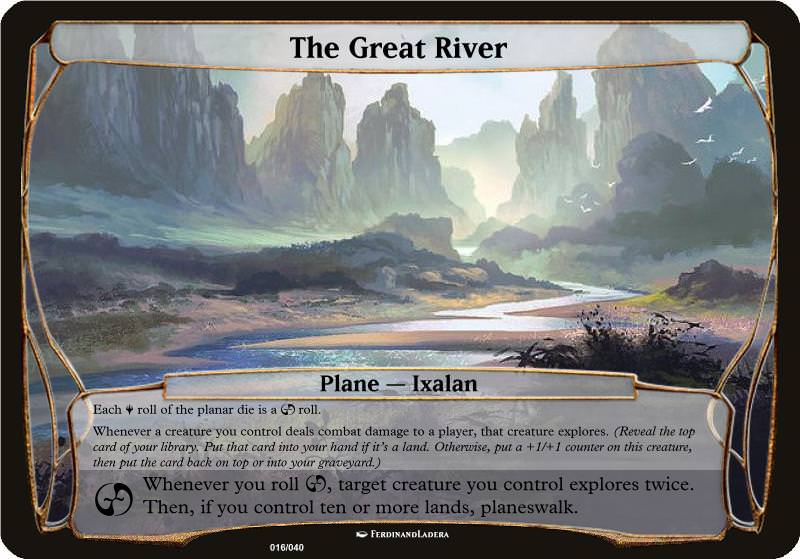 The Great River
Plane — Ixalan
Each roll of the planar die is a roll.
Whenever a creature you control deals combat damage to a player, that creature explores. (Reveal the top
card of your library. Put that card into your hand if it's a land. Otherwise, put a +1/+1 counter on this creature,
then put the card back on top or into your graveyard.)
Whenever you roll , target creature you control explores twice.
Then, if you control ten or more lands, planeswalk.
FerdinandLadera
016/040